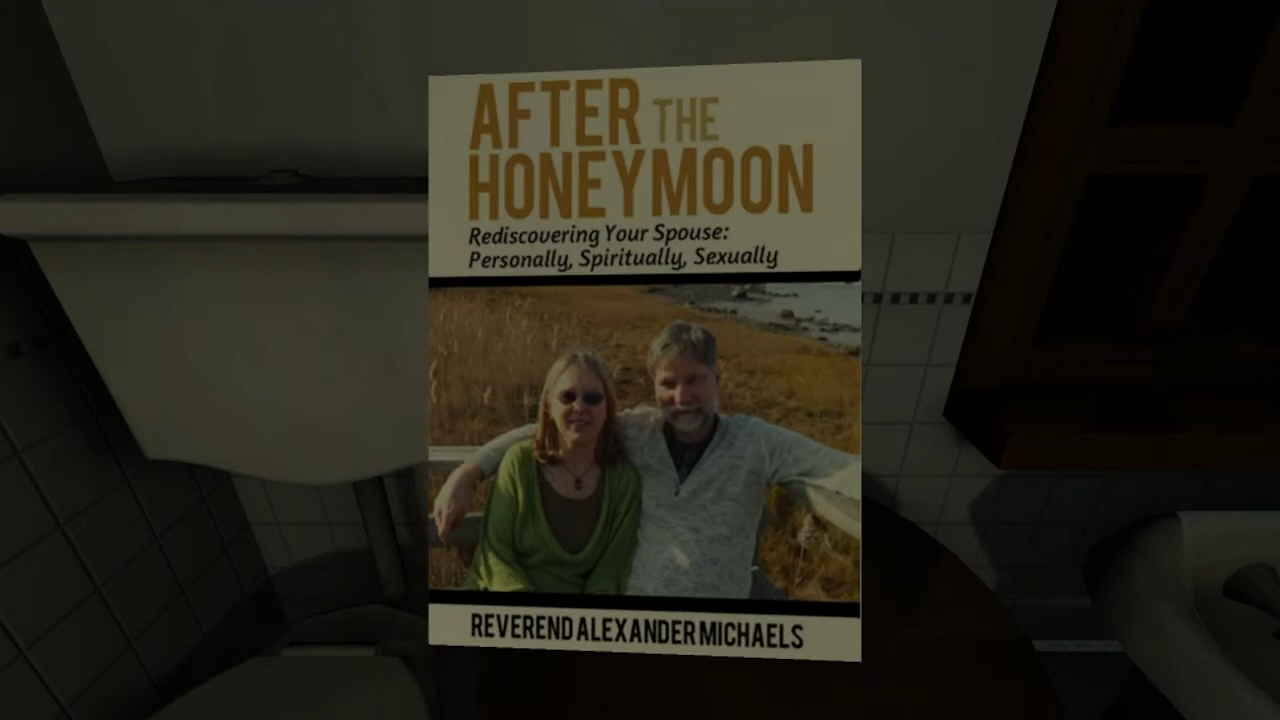 AFTER THE
HONEYMOON
Rediscovering Your Spouse:
Personally, Spiritually, Sexually
REVEREND ALEXANDER MICHAELS